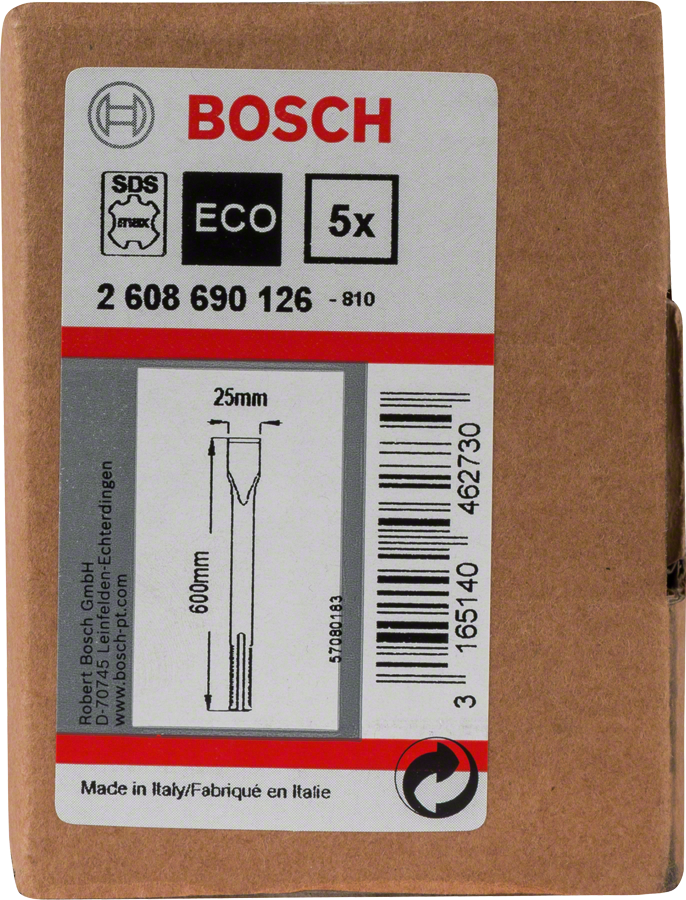 BOSCH
SDS
max
ECO
5x
2 608 690 126 - 810
25mm
600mm
57080183
Robert Bosch GmbH
D-70745 Leinfelden-Echterdingen
www.bosch-pt.com
3 165140 462730
Made in Italy/Fabriqué en Italie